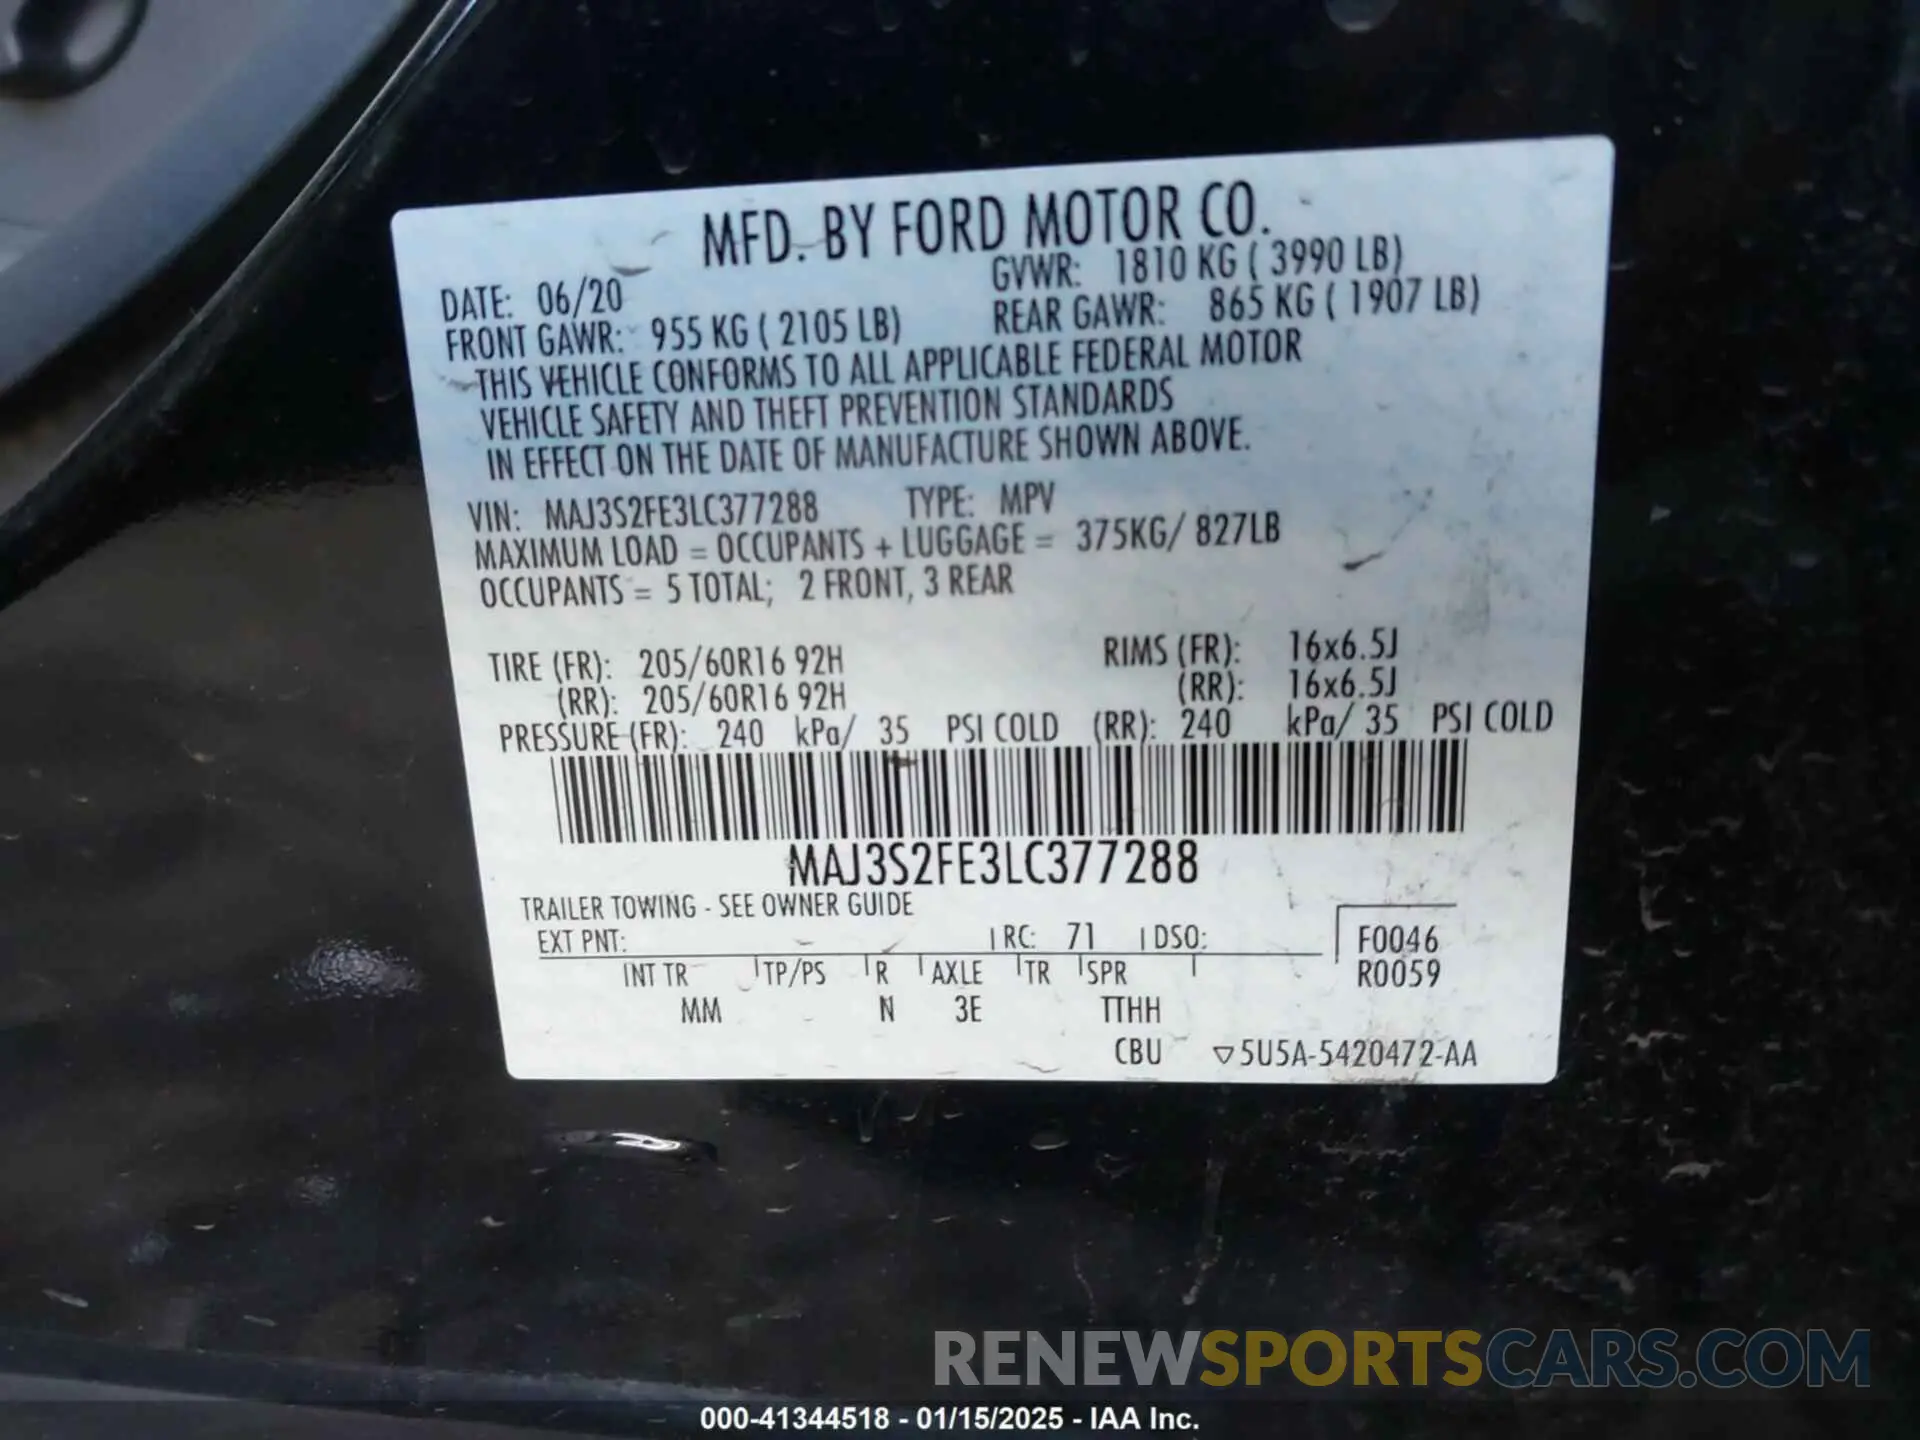 MFD. BY FORD MOTOR CO.
DATE: 06/20 GVWR: 1810 KG ( 3990 LB)
FRONT GAWR: 955 KG ( 2105 LB) REAR GAWR: 865 KG ( 1907 LB)
THIS VEHICLE CONFORMS TO ALL APPLICABLE FEDERAL MOTOR
VEHICLE SAFETY AND THEFT PREVENTION STANDARDS
IN EFFECT ON THE DATE OF MANUFACTURE SHOWN ABOVE.
VIN: MAJ3S2FE3LC377288 TYPE: MPV
MAXIMUM LOAD = OCCUPANTS + LUGGAGE = 375KG/ 827LB
OCCUPANTS = 5 TOTAL; 2 FRONT, 3 REAR
TIRE (FR): 205/60R16 92H RIMS (FR): 16x6.5J
(RR): 205/60R16 92H (RR): 16x6.5J
PRESSURE (FR): 240 kPa/ 35 PSI COLD (RR): 240 kPa/ 35 PSI COLD
MAJ3S2FE3LC377288
TRAILER TOWING - SEE OWNER GUIDE
EXT PNT: RC: 71 DSO: F0046
INT TR TP/PS R AXLE TR SPR R0059
MM N 3E TTHH
CBU ▽5U5A-5420472-AA
RENEWSPORTSCARS.COM
000-41344518 - 01/15/2025 - IAA Inc.